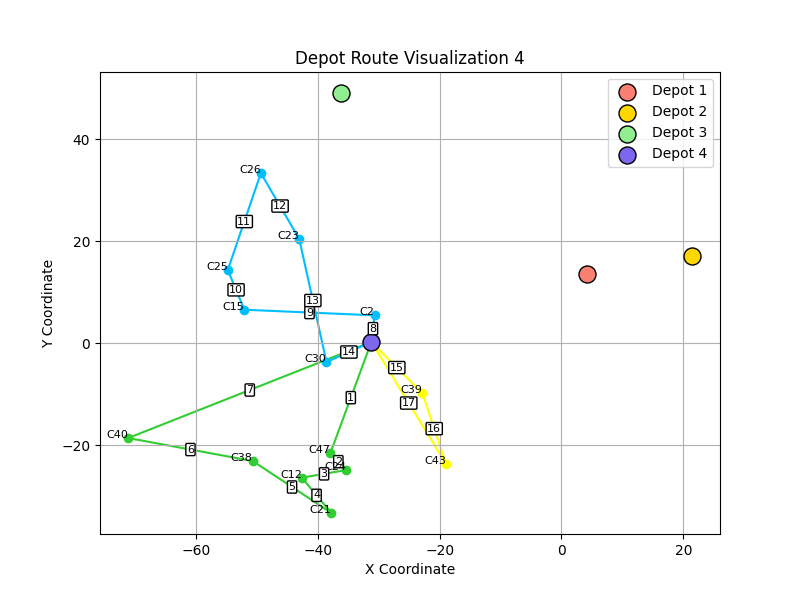 Depot Route Visualization 4
Depot 1
Depot 2
Depot 3
Depot 4
C26
12
11
C23
C25
10
13
C15
9
C2
8
14
C30
15
7
C39
1
17
16
C40
6
C47
C38
2
C43
3
C12
5
4
C21
40
20
0
−20
−60
−40
−20
0
20
Y Coordinate
X Coordinate